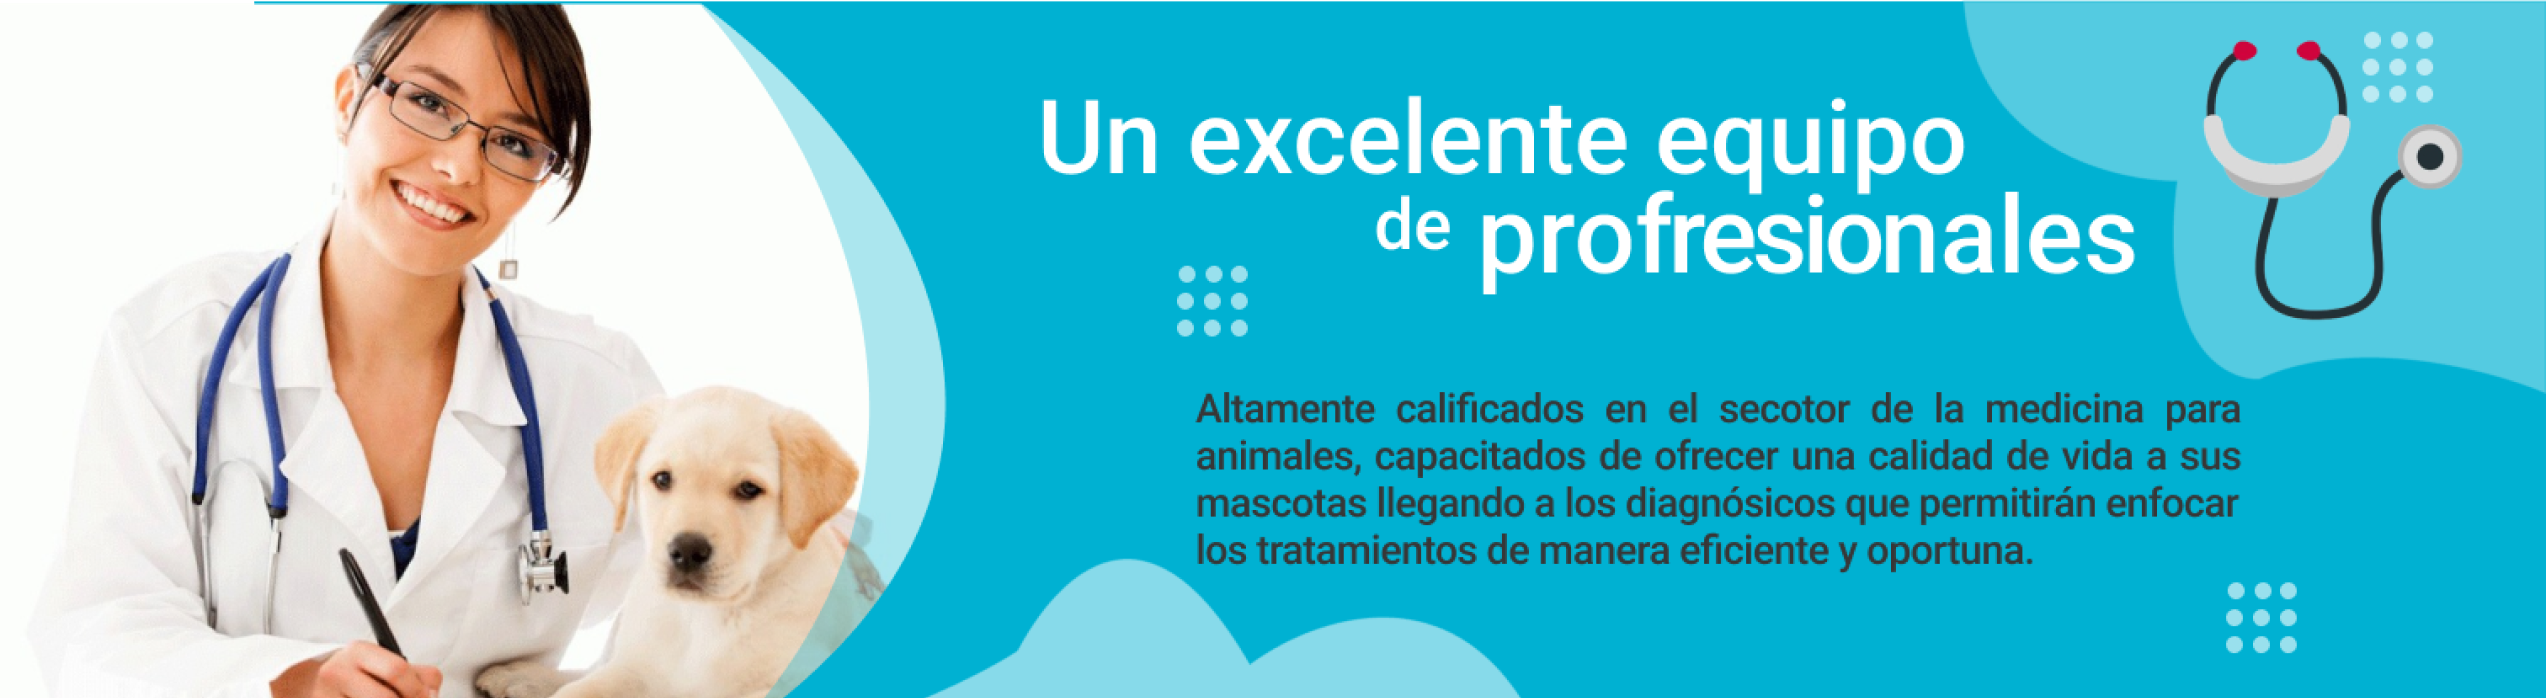 Un excelente equipo
de profresionales
Altamente calificados en el secotor de la medicina para
animales, capacitados de ofrecer una calidad de vida a sus
mascotas llegando a los diagnósicos que permitirán enfocar
los tratamientos de manera eficiente y oportuna.